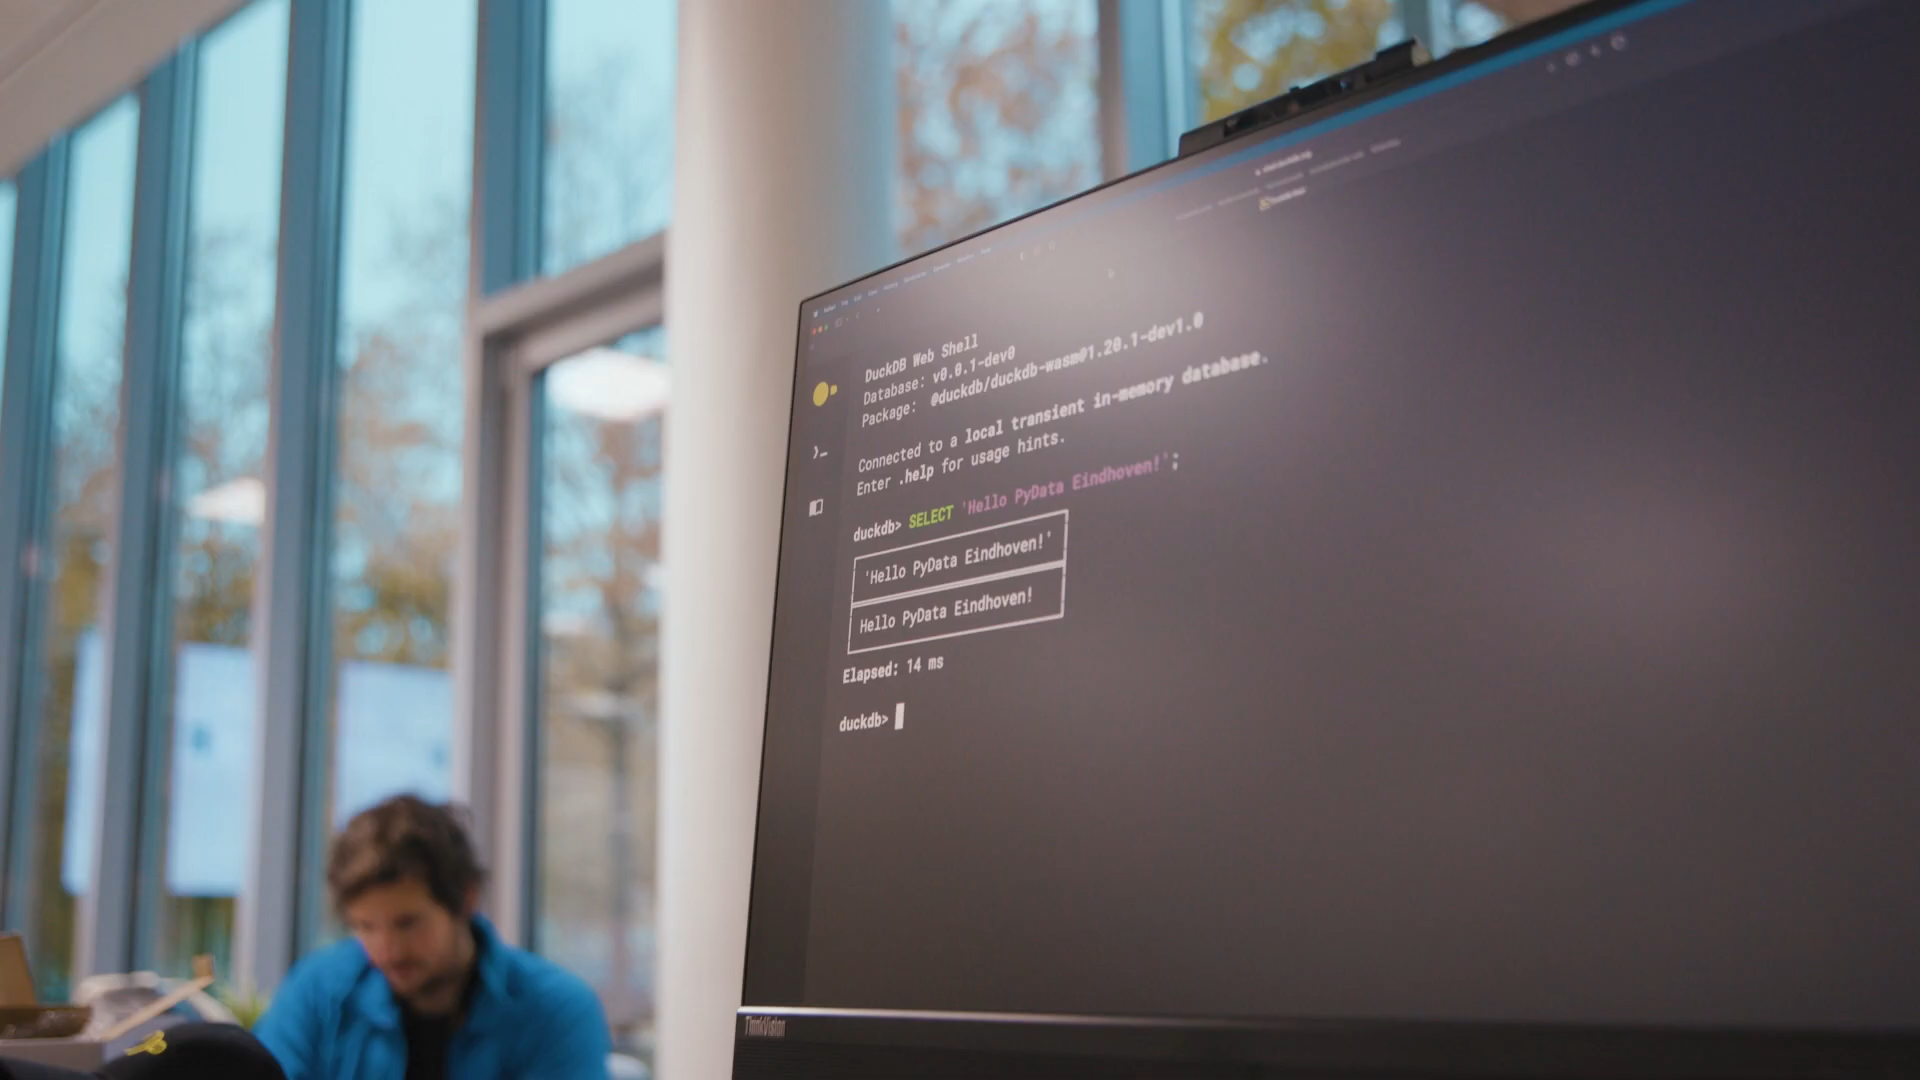 DuckDB Web Shell
Database: v0.0.1-dev0
Package: @duckdb/duckdb-wasm@1.20.1-dev1.0
Connected to a local transient in-memory database.
Enter .help for usage hints.
duckdb> SELECT 'Hello PyData Eindhoven!';
'Hello PyData Eindhoven!'
Hello PyData Eindhoven!
Elapsed: 14 ms
duckdb>
ThinkVision